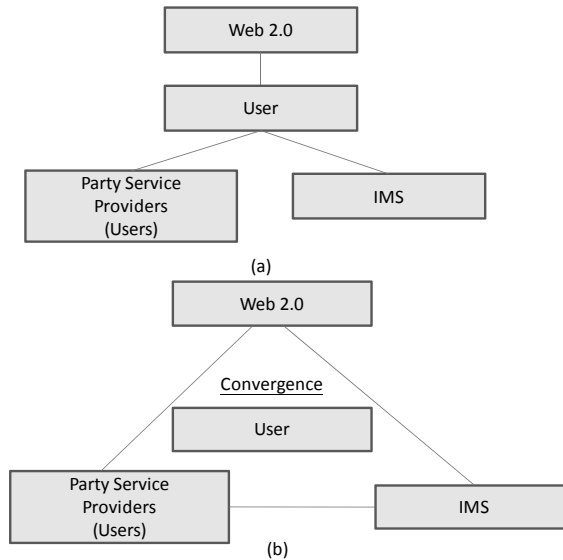 Web 2.0
User
Party Service
Providers
(Users)
IMS
(a)
Web 2.0
Convergence
User
Party Service
Providers
(Users)
IMS
(b)